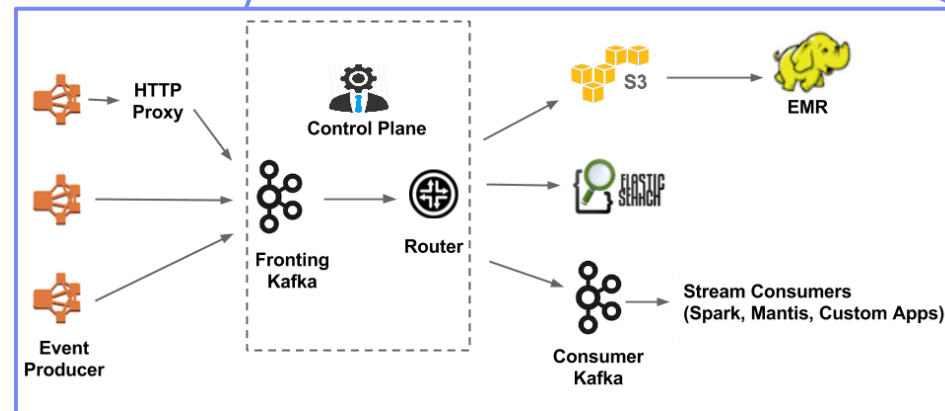 HTTP
Proxy
Control Plane
S3
EMR
ELASTIC
SEARCH
Fronting
Kafka
Router
Event
Producer
Consumer
Kafka
Stream Consumers
(Spark, Mantis, Custom Apps)